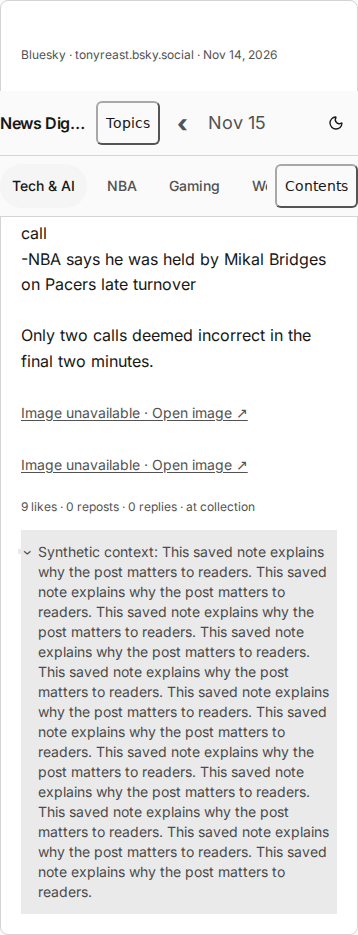 Bluesky · tonyreast.bsky.social · Nov 14, 2026
News Dig…
Topics
‹
Nov 15
Tech & AI
NBA
Gaming
Contents
call
-NBA says he was held by Mikal Bridges
on Pacers late turnover
Only two calls deemed incorrect in the
final two minutes.
Image unavailable · Open image ↗
Image unavailable · Open image ↗
9 likes · 0 reposts · 0 replies · at collection
Synthetic context: This saved note explains
why the post matters to readers. This saved
note explains why the post matters to
readers. This saved note explains why the
post matters to readers. This saved note
explains why the post matters to readers.
This saved note explains why the post
matters to readers. This saved note explains
why the post matters to readers. This saved
note explains why the post matters to
readers. This saved note explains why the
post matters to readers. This saved note
explains why the post matters to readers.
This saved note explains why the post
matters to readers. This saved note explains
why the post matters to readers. This saved
note explains why the post matters to
readers.